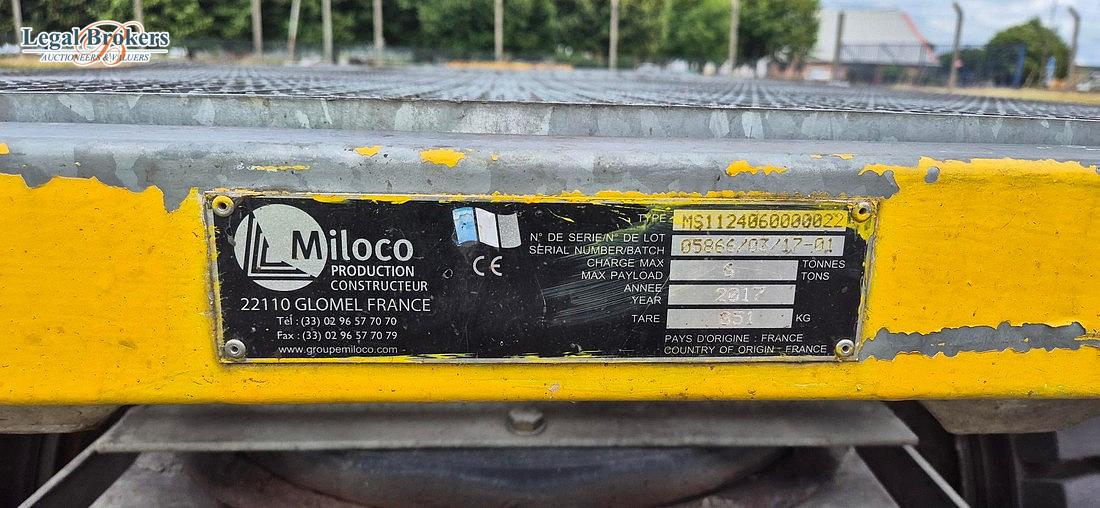 Legal Brokers
AUCTIONEERS & VALUERS
Miloco
PRODUCTION
CONSTRUCTEUR
22110 GLOMEL FRANCE
Tél : (33) 02 96 57 70 70
Fax : (33) 02 96 57 70 79
www.groupemiloco.com
CE
TYPE MS1124060000022
N° DE SERIE/N° DE LOT
SERIAL NUMBER/BATCH 05866/03/17-01
CHARGE MAX
MAX PAYLOAD 6 TONNES
TONS
ANNEE
YEAR 2017
TARE 851 KG
PAYS D'ORIGINE : FRANCE
COUNTRY OF ORIGIN : FRANCE